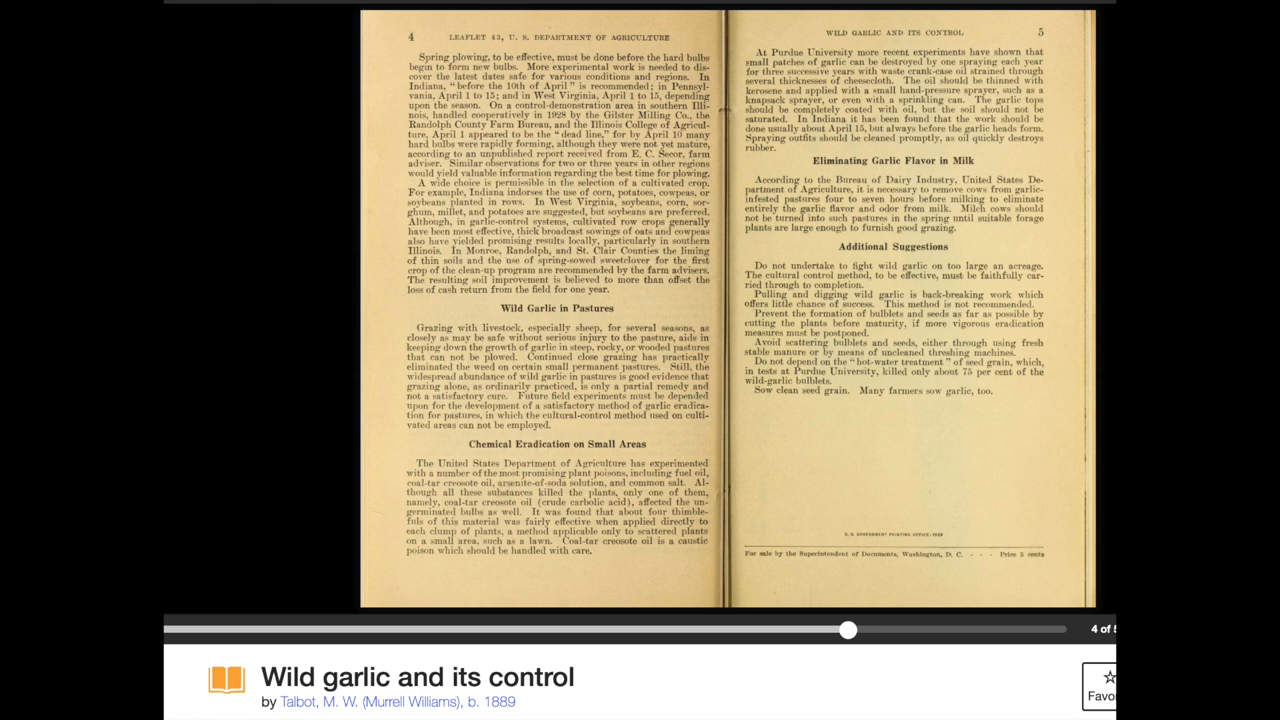 4 LEAFLET 43, U. S. DEPARTMENT OF AGRICULTURE
Spring plowing, to be effective, must be done before the hard bulbs
begin to form new bulbs. More experimental work is needed to dis-
cover the latest dates safe for various conditions and regions. In
Indiana, "before the 10th of April" is recommended; in Pennsyl-
vania, April 1 to 15; and in West Virginia, April 1 to 15, depending
upon the season. On a control-demonstration area in southern Illi-
nois, handled cooperatively in 1928 by the Gilster Milling Co., the
Randolph County Farm Bureau, and the Illinois College of Agricul-
ture, April 1 appeared to be the "dead line," for by April 10 many
hard bulbs were rapidly forming, although they were not yet mature,
according to an unpublished report received from E. C. Secor, farm
adviser. Similar observations for two or three years in other regions
would yield valuable information regarding the best time for plowing.
A wide choice is permissible in the selection of a cultivated crop.
For example, Indiana indorses the use of corn, potatoes, cowpeas, or
soybeans planted in rows. In West Virginia, soybeans, corn, sor-
ghum, millet, and potatoes are suggested, but soybeans are preferred.
Although, in garlic-control systems, cultivated row crops generally
have been most effective, thick broadcast sowings of oats and cowpeas
also have yielded promising results locally, particularly in southern
Illinois. In Monroe, Randolph, and St. Clair Counties the liming
of thin soils and the use of spring-sowed sweetclover for the first
crop of the clean-up program are recommended by the farm advisers.
The resulting soil improvement is believed to more than offset the
loss of cash return from the field for one year.
Wild Garlic in Pastures
Grazing with livestock, especially sheep, for several seasons, as
closely as may be safe without serious injury to the pasture, aids in
keeping down the growth of garlic in steep, rocky, or wooded pastures
that can not be plowed. Continued close grazing has practically
eliminated the weed on certain small permanent pastures. Still, the
widespread abundance of wild garlic in pastures is good evidence that
grazing alone, as ordinarily practiced, is only a partial remedy and
not a satisfactory cure. Future field experiments must be depended
upon for the development of a satisfactory method of garlic eradica-
tion for pastures, in which the cultural-control method used on culti-
vated areas can not be employed.
Chemical Eradication on Small Areas
The United States Department of Agriculture has experimented
with a number of the most promising plant poisons, including fuel oil,
coal-tar creosote oil, arsenite-of-soda solution, and common salt. Al-
though all these substances killed the plants, only one of them,
namely, coal-tar creosote oil (crude carbolic acid), affected the un-
germinated bulbs as well. It was found that about four thimble-
fuls of this material was fairly effective when applied directly to
each clump of plants, a method applicable only to scattered plants
on a small area, such as a lawn. Coal-tar creosote oil is a caustic
poison which should be handled with care.
WILD GARLIC AND ITS CONTROL 5
At Purdue University more recent experiments have shown that
small patches of garlic can be destroyed by one spraying each year
for three successive years with waste crank-case oil strained through
several thicknesses of cheesecloth. The oil should be thinned with
kerosene and applied with a small hand-pressure sprayer, such as a
knapsack sprayer, or even with a sprinkling can. The garlic tops
should be completely coated with oil, but the soil should not be
saturated. In Indiana it has been found that the work should be
done usually about April 15, but always before the garlic heads form.
Spraying outfits should be cleaned promptly, as oil quickly destroys
rubber.
Eliminating Garlic Flavor in Milk
According to the Bureau of Dairy Industry, United States De-
partment of Agriculture, it is necessary to remove cows from garlic-
infested pastures four to seven hours before milking to eliminate
entirely the garlic flavor and odor from milk. Milch cows should
not be turned into such pastures in the spring until suitable forage
plants are large enough to furnish good grazing.
Additional Suggestions
Do not undertake to fight wild garlic on too large an acreage.
The cultural control method, to be effective, must be faithfully car-
ried through to completion.
Pulling and digging wild garlic is back-breaking work which
offers little chance of success. This method is not recommended.
Prevent the formation of bulblets and seeds as far as possible by
cutting the plants before maturity, if more vigorous eradication
measures must be postponed.
Avoid scattering bulblets and seeds, either through using fresh
stable manure or by means of uncleaned threshing machines.
Do not depend on the "hot-water treatment" of seed grain, which,
in tests at Purdue University, killed only about 75 per cent of the
wild-garlic bulblets.
Sow clean seed grain. Many farmers sow garlic, too.
U. S. GOVERNMENT PRINTING OFFICE: 1929
For sale by the Superintendent of Documents, Washington, D. C. - - - Price 5 cents
4 of 5
Wild garlic and its control
Favo
by Talbot, M. W. (Murrell Williams), b. 1889